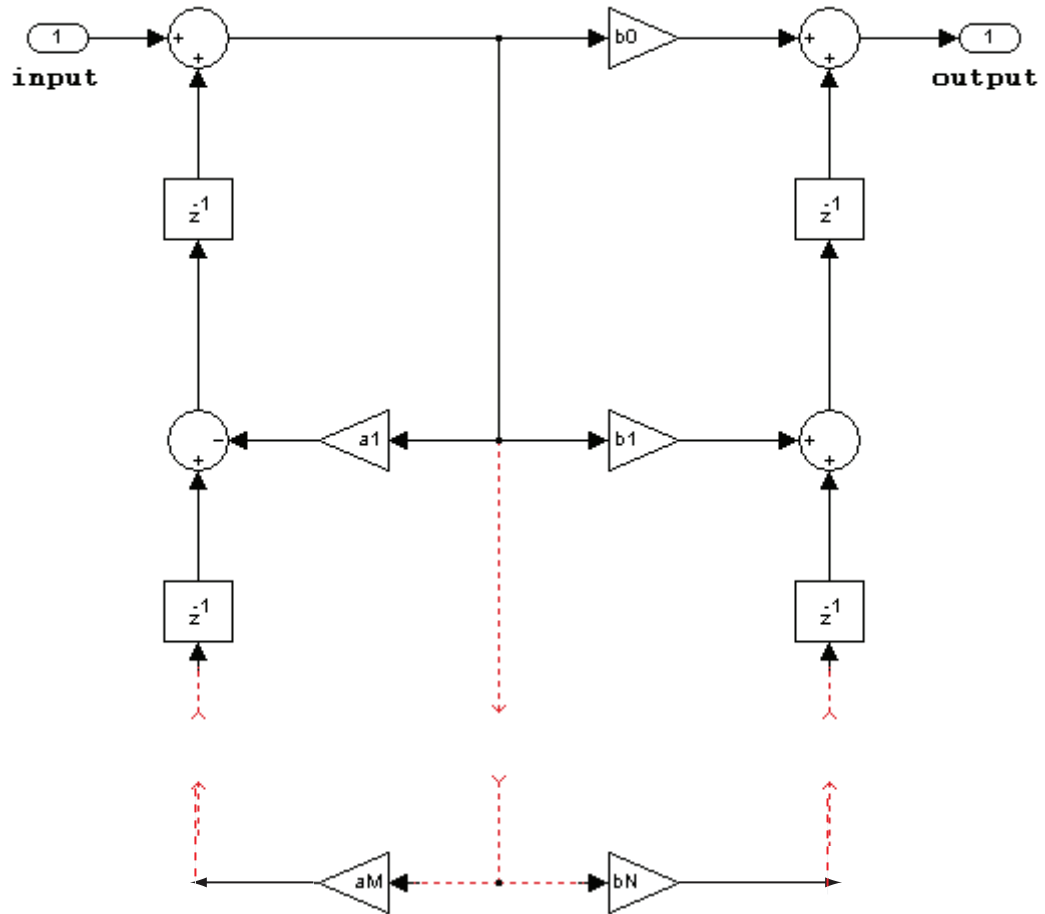 1 + + b0 + + 1
input output
z^-1 z^-1
- + a1 b1 + +
z^-1 z^-1
aM bN